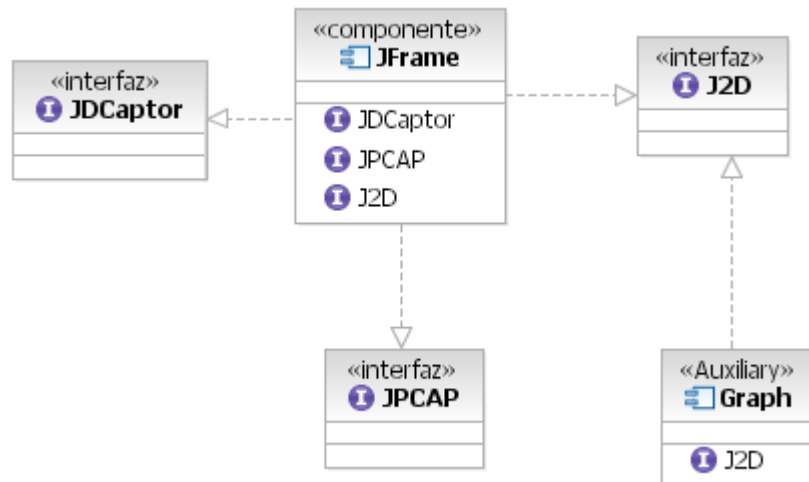 «componente»
JFrame
JDCaptor
JPCAP
J2D
«interfaz»
JDCaptor
«interfaz»
J2D
«interfaz»
JPCAP
«Auxiliary»
Graph
J2D